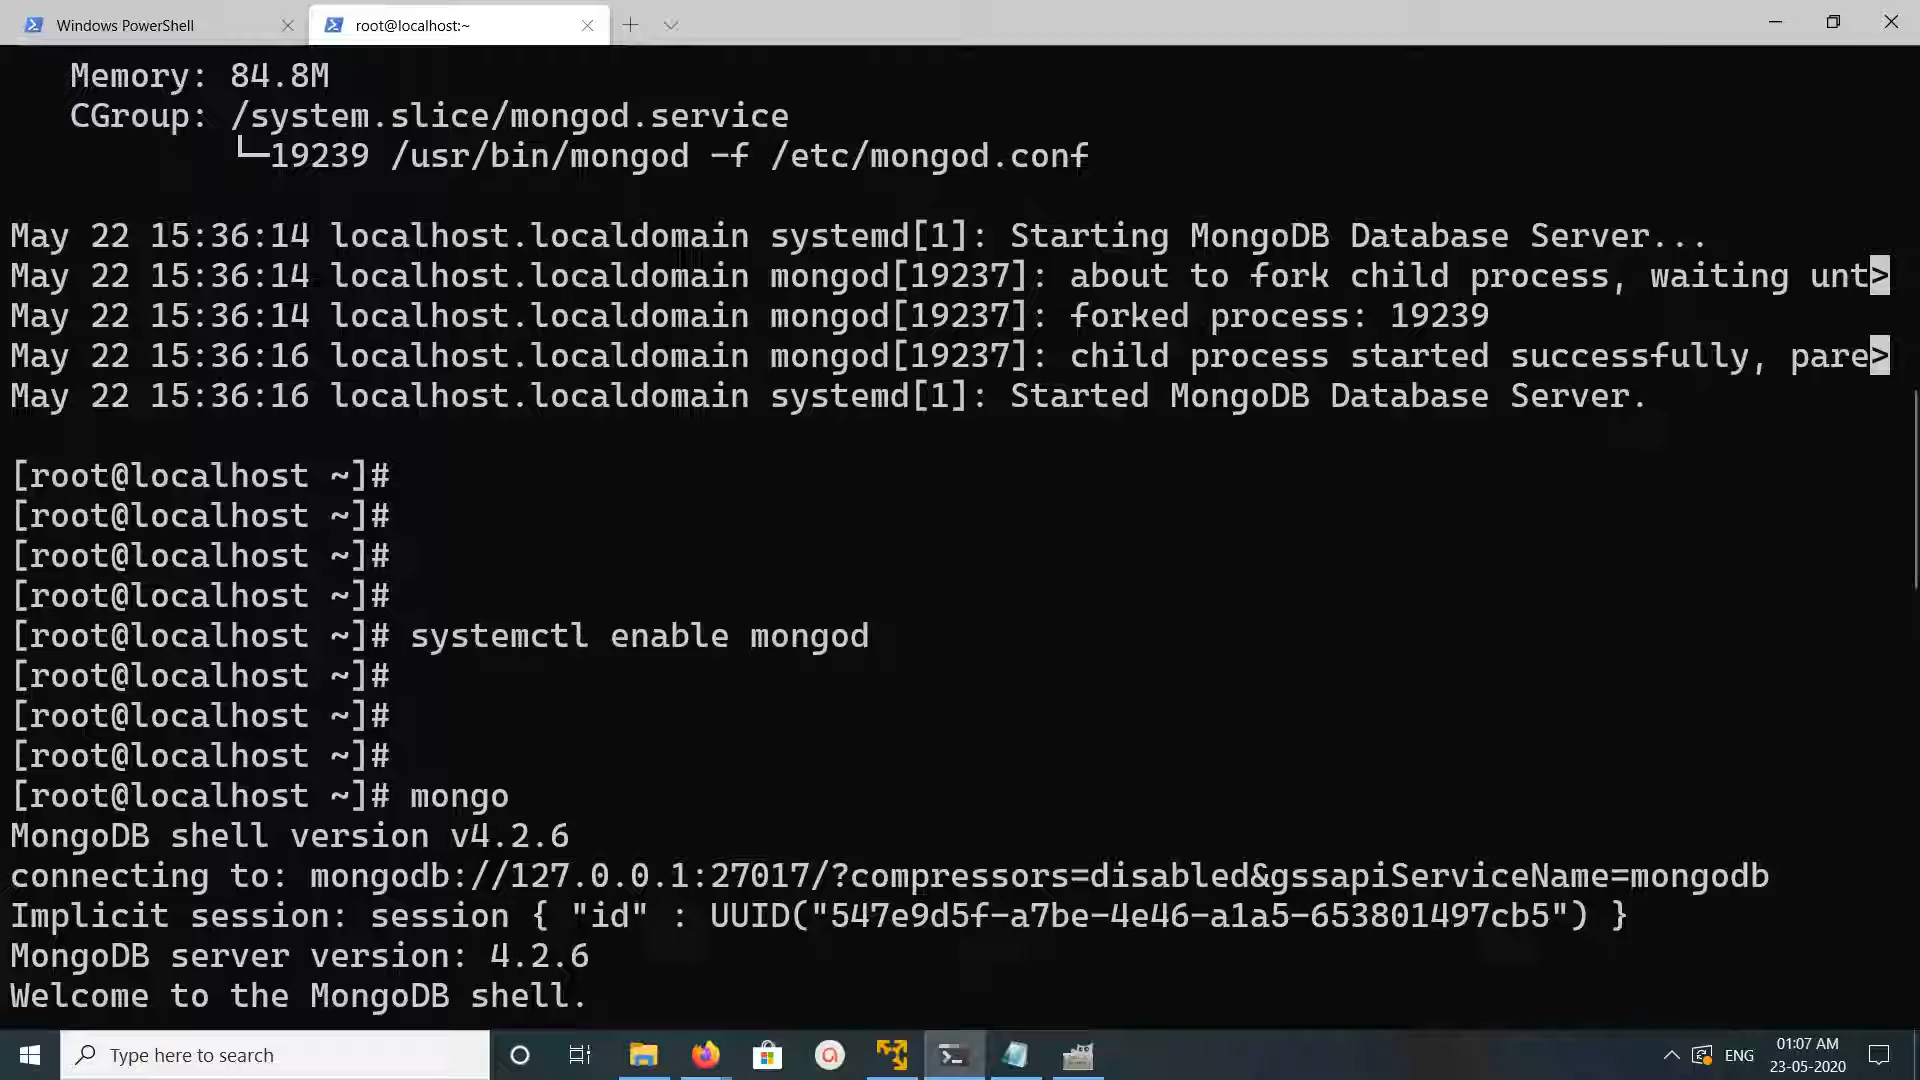 Windows PowerShell
root@localhost:~
Memory: 84.8M
CGroup: /system.slice/mongod.service
└─19239 /usr/bin/mongod -f /etc/mongod.conf
May 22 15:36:14 localhost.localdomain systemd[1]: Starting MongoDB Database Server...
May 22 15:36:14 localhost.localdomain mongod[19237]: about to fork child process, waiting unt>
May 22 15:36:14 localhost.localdomain mongod[19237]: forked process: 19239
May 22 15:36:16 localhost.localdomain mongod[19237]: child process started successfully, pare>
May 22 15:36:16 localhost.localdomain systemd[1]: Started MongoDB Database Server.
[root@localhost ~]#
[root@localhost ~]#
[root@localhost ~]#
[root@localhost ~]#
[root@localhost ~]# systemctl enable mongod
[root@localhost ~]#
[root@localhost ~]#
[root@localhost ~]#
[root@localhost ~]# mongo
MongoDB shell version v4.2.6
connecting to: mongodb://127.0.0.1:27017/?compressors=disabled&gssapiServiceName=mongodb
Implicit session: session { "id" : UUID("547e9d5f-a7be-4e46-a1a5-653801497cb5") }
MongoDB server version: 4.2.6
Welcome to the MongoDB shell.
Type here to search
ENG
01:07 AM
23-05-2020